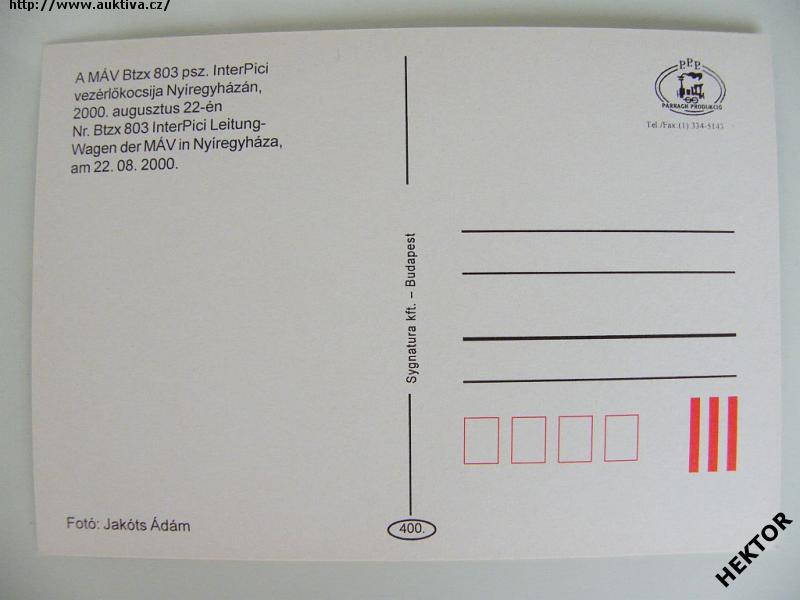 http://www.auktiva.cz/
A MÁV Btzx 803 psz. InterPici
vezérlőkocsija Nyíregyházán,
2000. augusztus 22-én
Nr. Btzx 803 InterPici Leitung-
Wagen der MÁV in Nyíregyháza,
am 22. 08. 2000.
P.P.P.
PARRAGH PRODUKCIÓ
Tel./Fax:(1) 334-5143
Sygnatura kft. – Budapest
Fotó: Jakóts Ádám
400.
HEKTOR